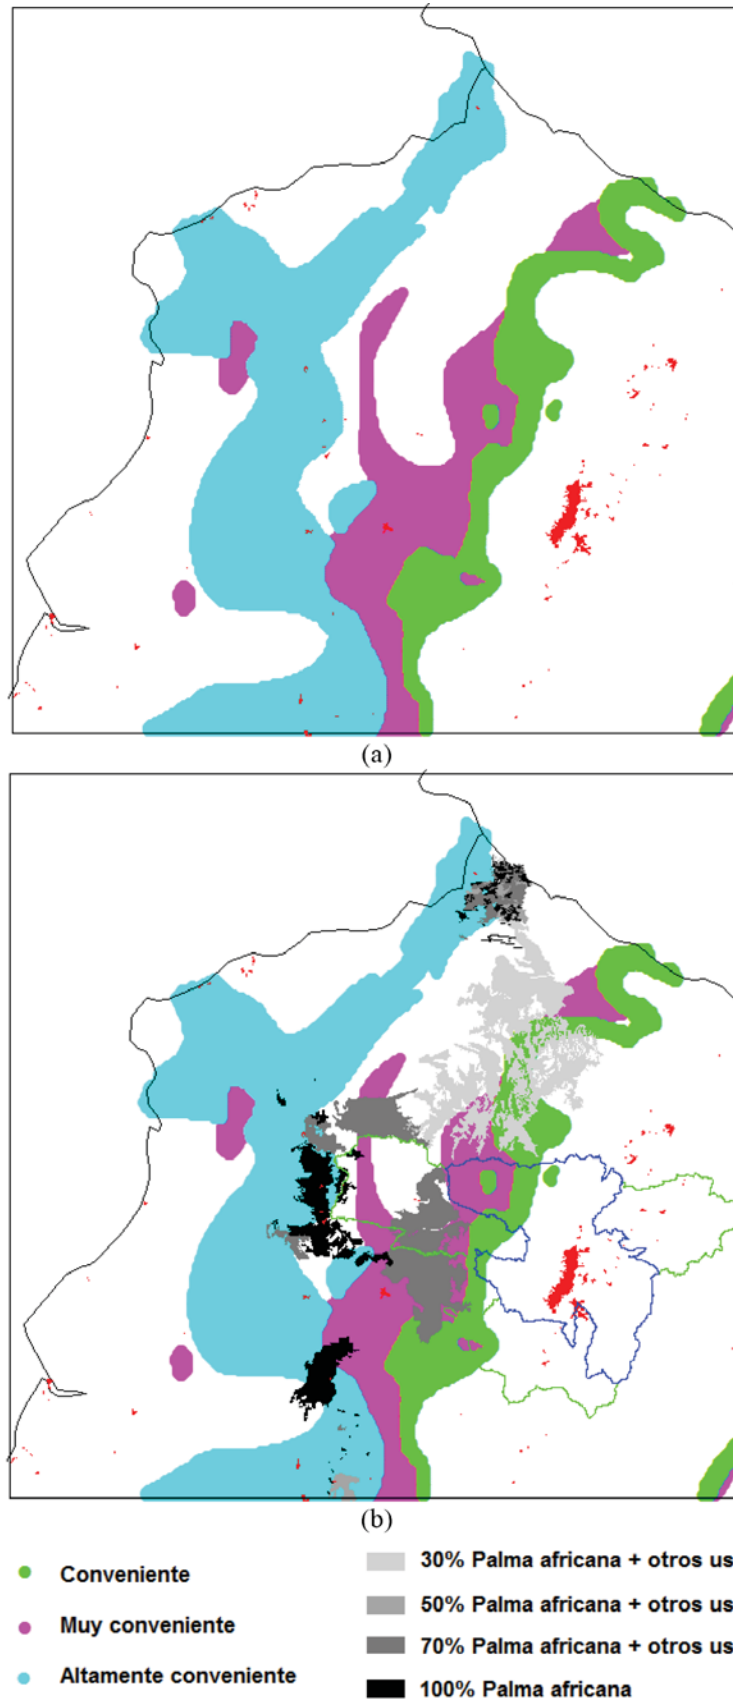 (a)
(b)
Conveniente
Muy conveniente
Altamente conveniente
30% Palma africana + otros us
50% Palma africana + otros us
70% Palma africana + otros us
100% Palma africana